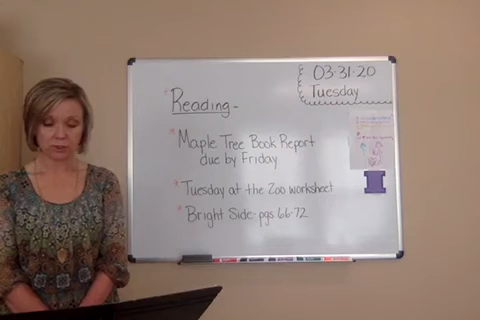 03-31-20
Tuesday
Reading -
* Maple Tree Book Report
due by Friday
* Tuesday at the Zoo worksheet
* Bright Side - pgs 66-72